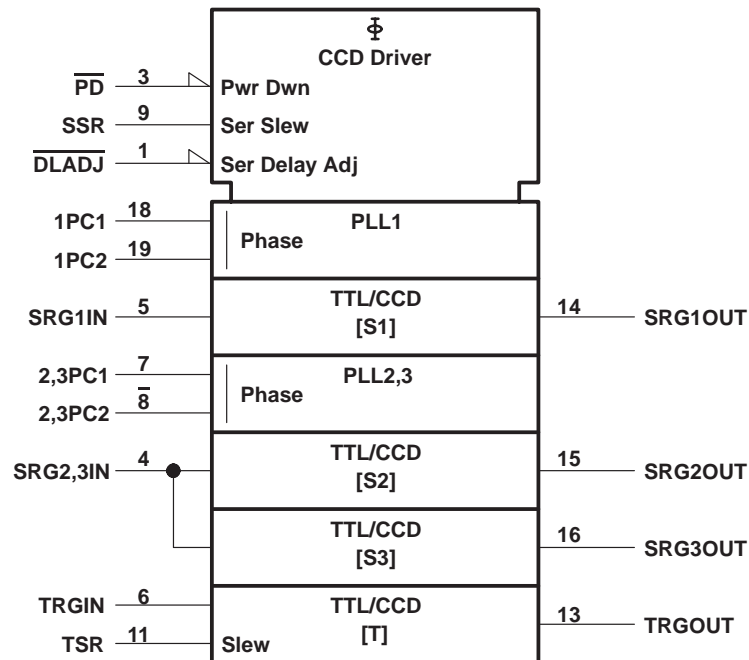 Φ
CCD Driver
P̅D̅ 3 Pwr Dwn
SSR 9 Ser Slew
D̅L̅A̅D̅J̅ 1 Ser Delay Adj
1PC1 18 PLL1
Phase
1PC2 19
SRG1IN 5 TTL/CCD 14 SRG1OUT
[S1]
2,3PC1 7 PLL2,3
Phase
2,3PC2 8̅
SRG2,3IN 4 TTL/CCD 15 SRG2OUT
[S2]
TTL/CCD 16 SRG3OUT
[S3]
TRGIN 6 TTL/CCD 13 TRGOUT
[T]
TSR 11 Slew